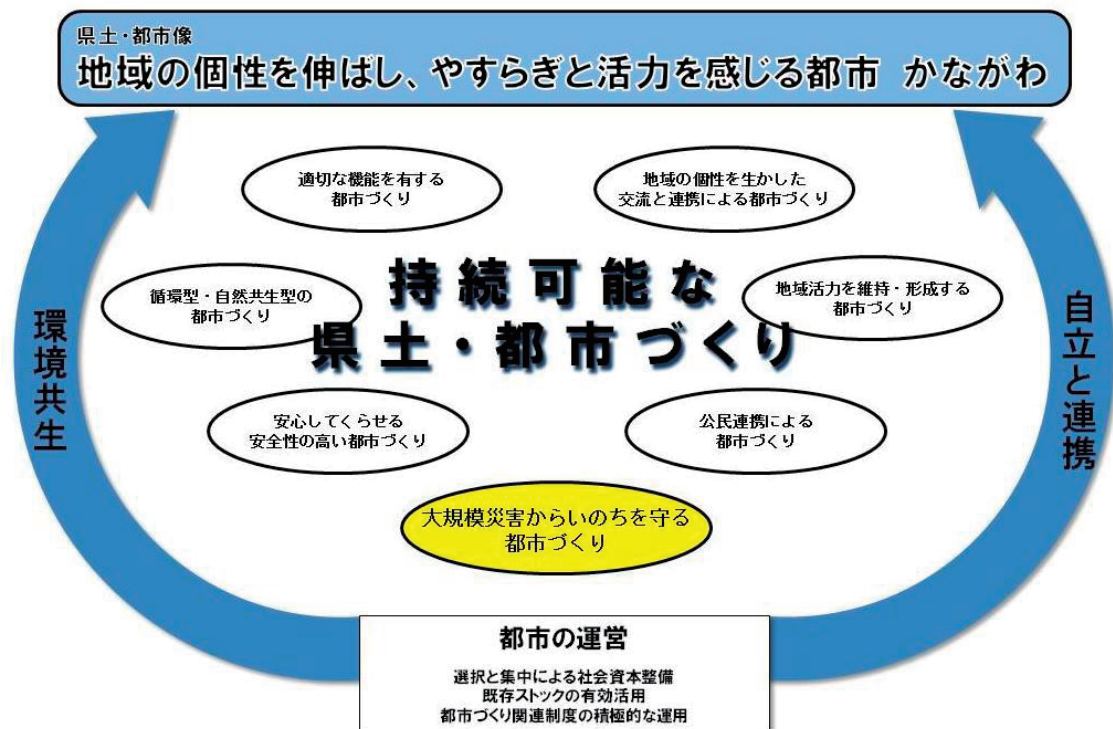 県土・都市像
地域の個性を伸ばし、やすらぎと活力を感じる都市 かながわ
適切な機能を有する
都市づくり
地域の個性を生かした
交流と連携による都市づくり
持続可能な
県土・都市づくり
循環型・自然共生型の
都市づくり
地域活力を維持・形成する
都市づくり
環境共生
自立と連携
安心してくらせる
安全性の高い都市づくり
公民連携による
都市づくり
大規模災害からいのちを守る
都市づくり
都市の運営
選択と集中による社会資本整備
既存ストックの有効活用
都市づくり関連制度の積極的な運用